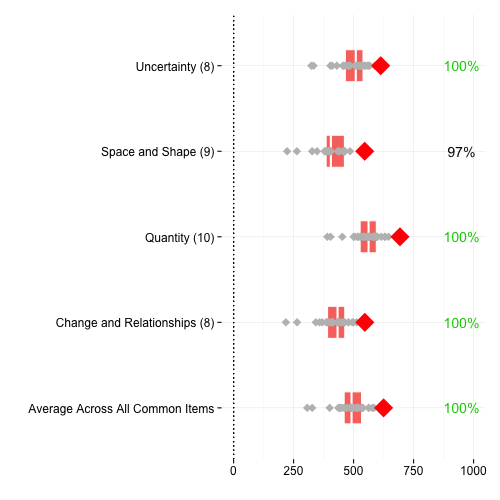 Uncertainty (8)
100%
Space and Shape (9)
97%
Quantity (10)
100%
Change and Relationships (8)
100%
Average Across All Common Items
100%
0 250 500 750 1000